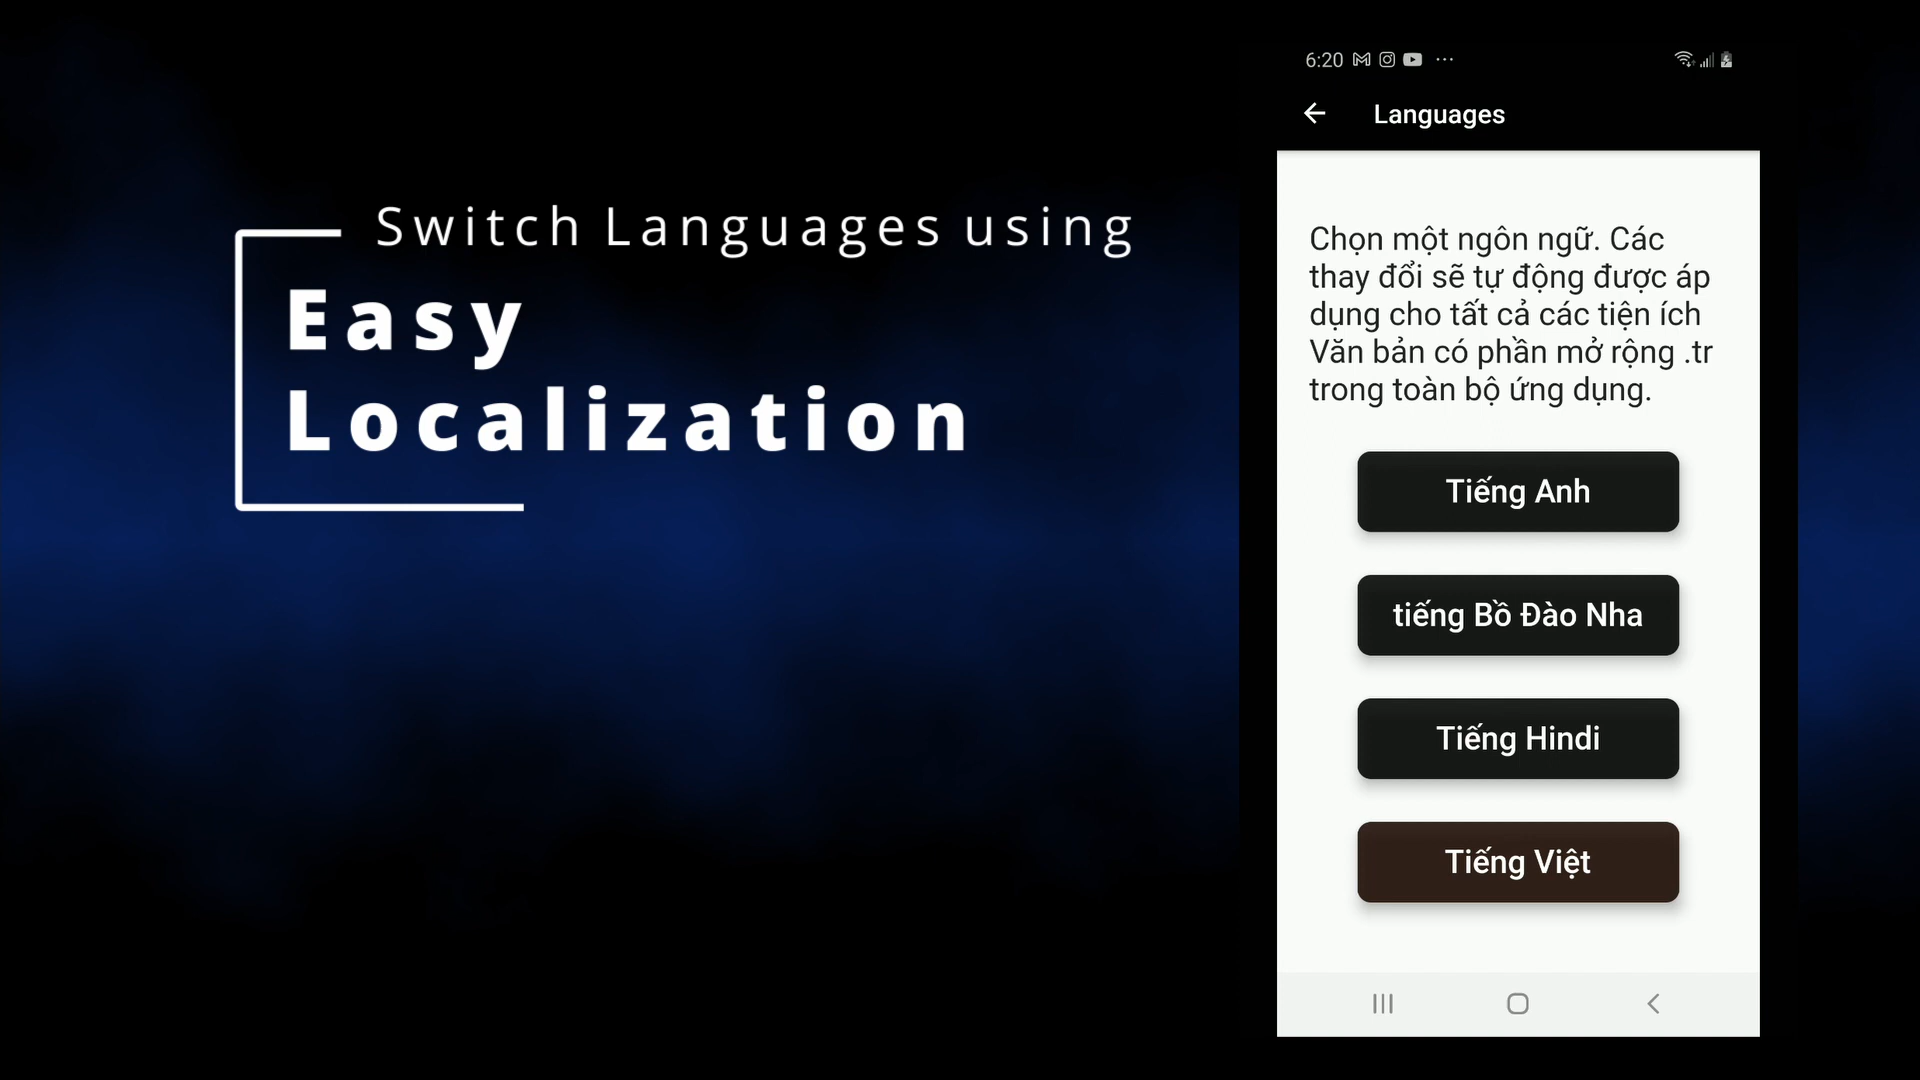 Switch Languages using
Easy
Localization
6:20
Languages
Chọn một ngôn ngữ. Các
thay đổi sẽ tự động được áp
dụng cho tất cả các tiện ích
Văn bản có phần mở rộng .tr
trong toàn bộ ứng dụng.
Tiếng Anh
tiếng Bồ Đào Nha
Tiếng Hindi
Tiếng Việt